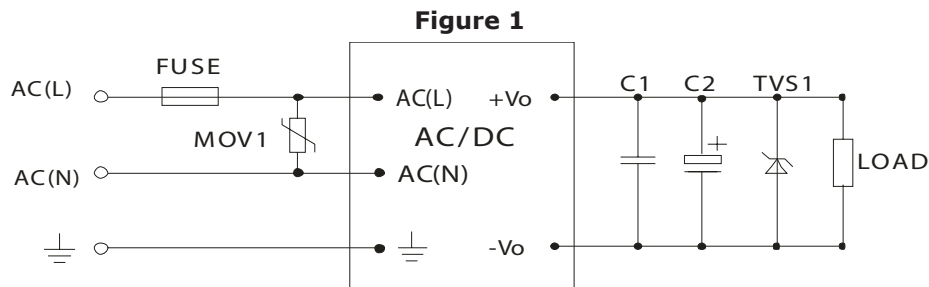 Figure 1
FUSE
AC(L)
MOV1
AC(N)
AC(L)
+Vo
AC/DC
AC(N)
-Vo
C1
C2
TVS1
+
LOAD